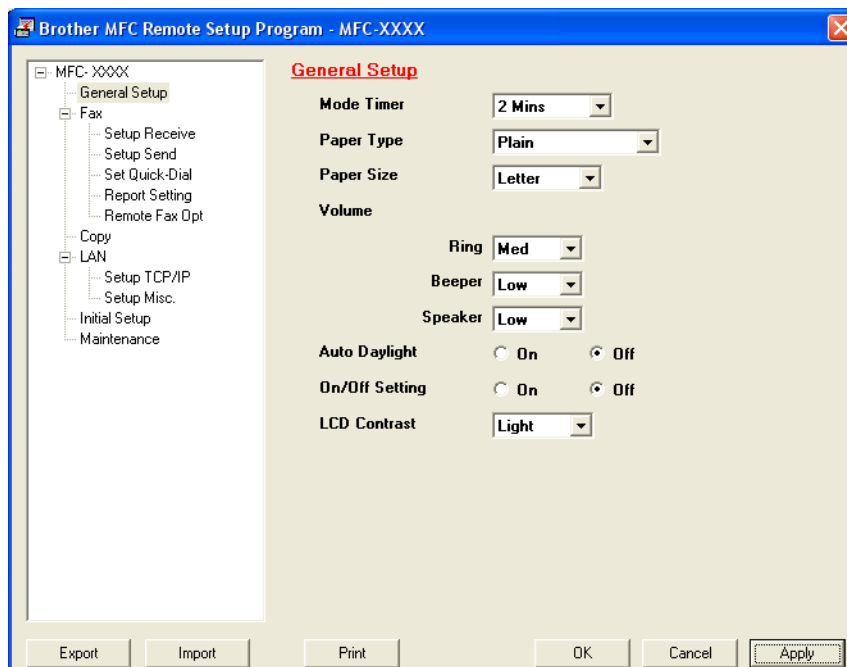 Brother MFC Remote Setup Program - MFC-XXXX
MFC- XXXX
General Setup
Fax
Setup Receive
Setup Send
Set Quick-Dial
Report Setting
Remote Fax Opt
Copy
LAN
Setup TCP/IP
Setup Misc.
Initial Setup
Maintenance
General Setup
Mode Timer 2 Mins
Paper Type Plain
Paper Size Letter
Volume
Ring Med
Beeper Low
Speaker Low
Auto Daylight On Off
On/Off Setting On Off
LCD Contrast Light
Export Import Print OK Cancel Apply